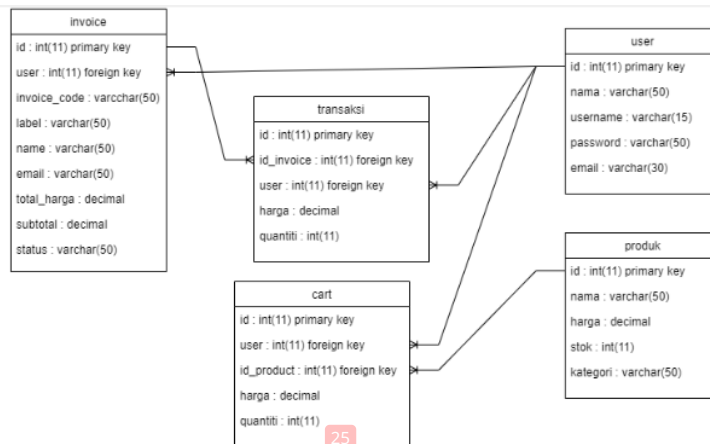 invoice
id : int(11) primary key
user : int(11) foreign key
invoice_code : varcchar(50)
label : varchar(50)
name : varchar(50)
email : varchar(50)
total_harga : decimal
subtotal : decimal
status : varchar(50)
transaksi
id : int(11) primary key
id_invoice : int(11) foreign key
user : int(11) foreign key
harga : decimal
quantiti : int(11)
user
id : int(11) primary key
nama : varchar(50)
username : varchar(15)
password : varchar(50)
email : varchar(30)
cart
id : int(11) primary key
user : int(11) foreign key
id_product : int(11) foreign key
harga : decimal
quantiti : int(11)
produk
id : int(11) primary key
nama : varchar(50)
harga : decimal
stok : int(11)
kategori : varchar(50)
25